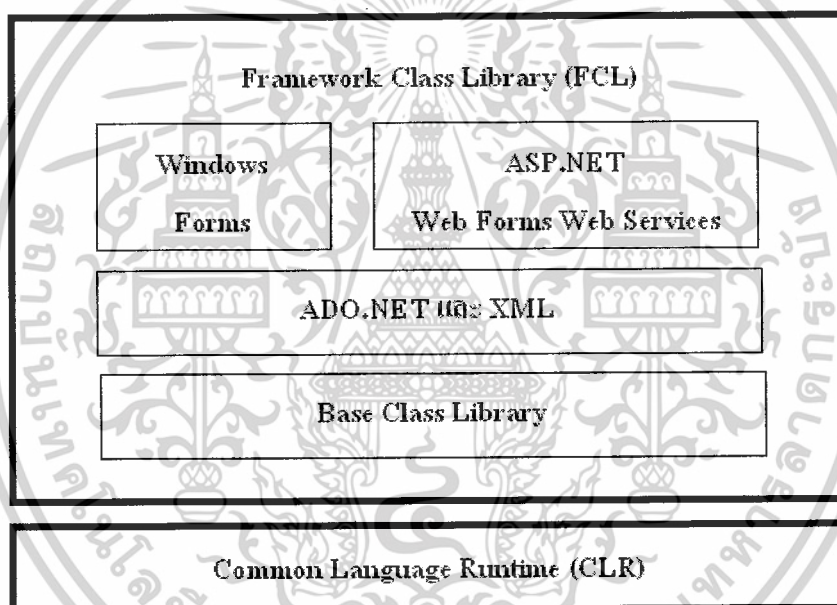 Framework Class Library (FCL)
Windows
Forms
ASP.NET
Web Forms Web Services
ADO.NET และ XML
Base Class Library
Common Language Runtime (CLR)